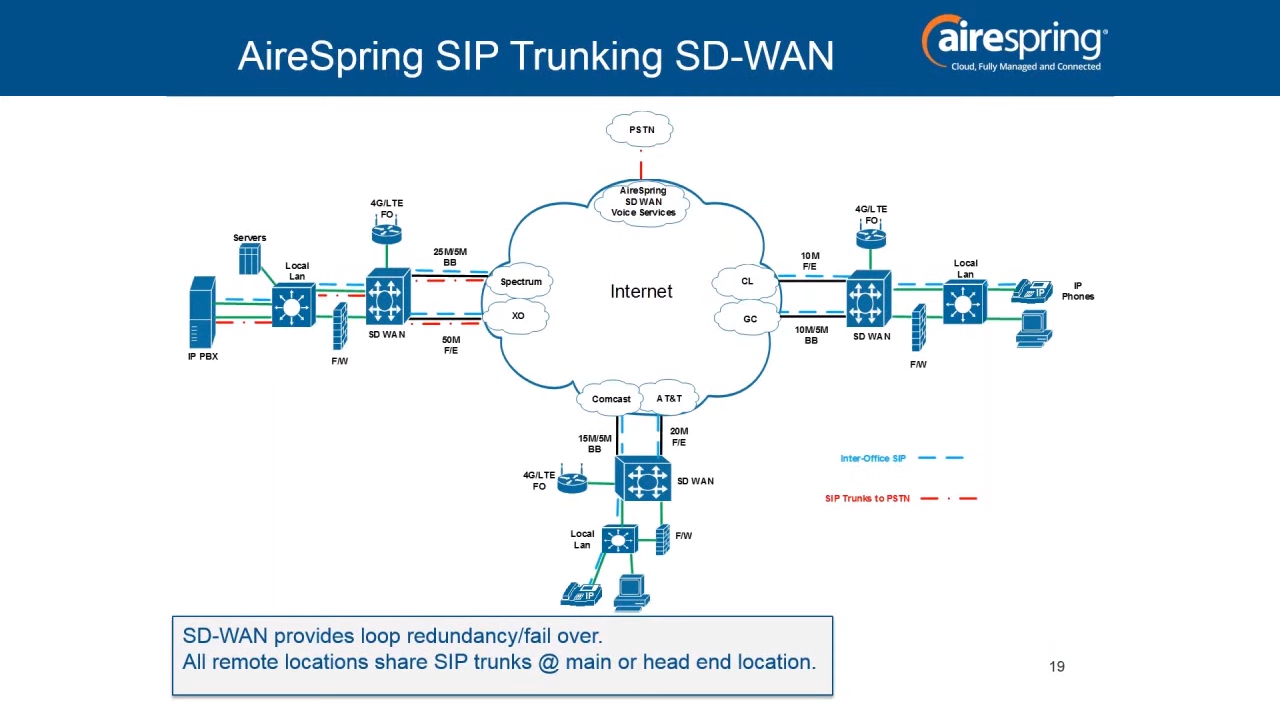 AireSpring SIP Trunking SD-WAN
airespring®
Cloud, Fully Managed and Connected
PSTN
AireSpring
SD WAN
Voice Services
4G/LTE
FO
Servers
Local
Lan
25M/5M
BB
Spectrum
XO
SD WAN
50M
F/E
IP PBX
F/W
Internet
4G/LTE
FO
10M
F/E
CL
GC
Local
Lan
IP
IP
Phones
10M/5M
BB
SD WAN
F/W
Comcast
AT&T
15M/5M
BB
20M
F/E
4G/LTE
FO
SD WAN
Local
Lan
F/W
IP
Inter-Office SIP
SIP Trunks to PSTN
SD-WAN provides loop redundancy/fail over.
All remote locations share SIP trunks @ main or head end location.
19